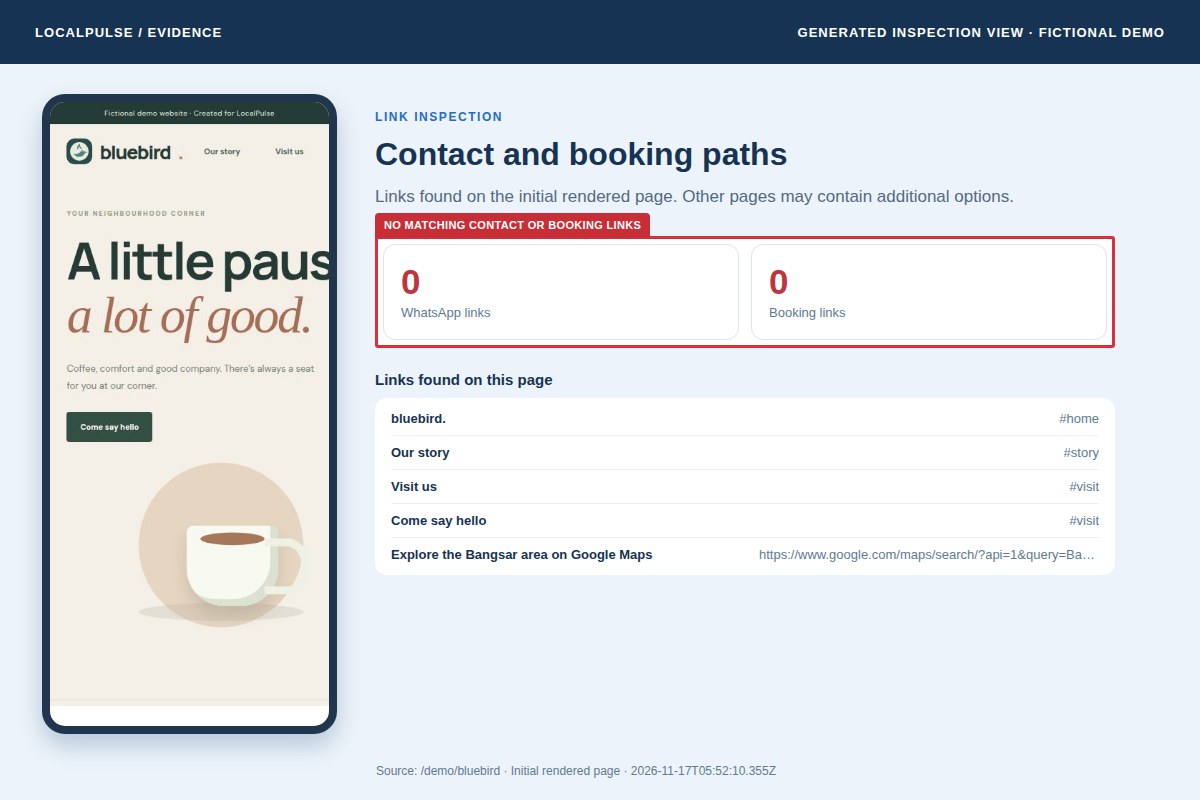 LOCALPULSE / EVIDENCE
GENERATED INSPECTION VIEW · FICTIONAL DEMO
Fictional demo website · Created for LocalPulse
bluebird.
Our story
Visit us
YOUR NEIGHBOURHOOD CORNER
A little paus
a lot of good.
Coffee, comfort and good company. There's always a seat
for you at our corner.
Come say hello
LINK INSPECTION
Contact and booking paths
Links found on the initial rendered page. Other pages may contain additional options.
NO MATCHING CONTACT OR BOOKING LINKS
0
WhatsApp links
0
Booking links
Links found on this page
bluebird. #home
Our story #story
Visit us #visit
Come say hello #visit
Explore the Bangsar area on Google Maps https://www.google.com/maps/search/?api=1&query=Ba…
Source: /demo/bluebird · Initial rendered page · 2026-11-17T05:52:10.355Z